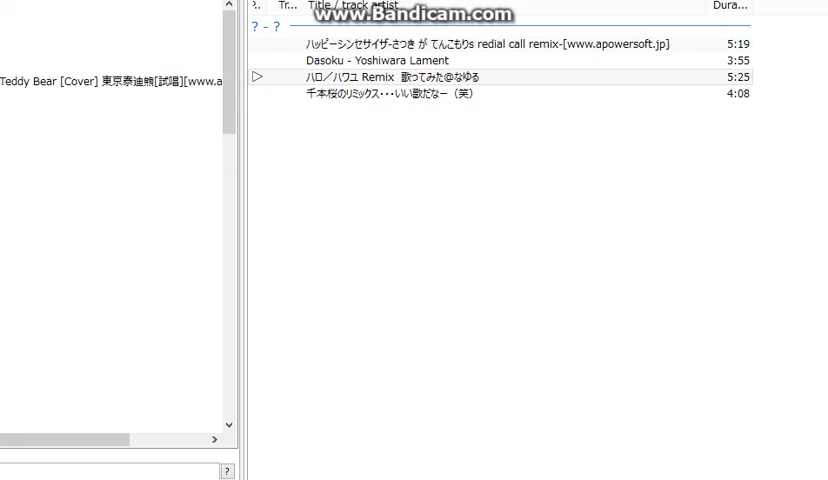 ?. Tr... Title / track artist Dura...
www.Bandicam.com
? - ?
ハッピーシンセサイザ-さつき が てんこもりs redial call remix-[www.apowersoft.jp] 5:19
Dasoku - Yoshiwara Lament 3:55
Teddy Bear [Cover] 東京泰迪熊[試唱][www.a
ハロ／ハワユ Remix 歌ってみた@なゆる 5:25
千本桜のリミックス・・・いい歌だなー（笑） 4:08
?